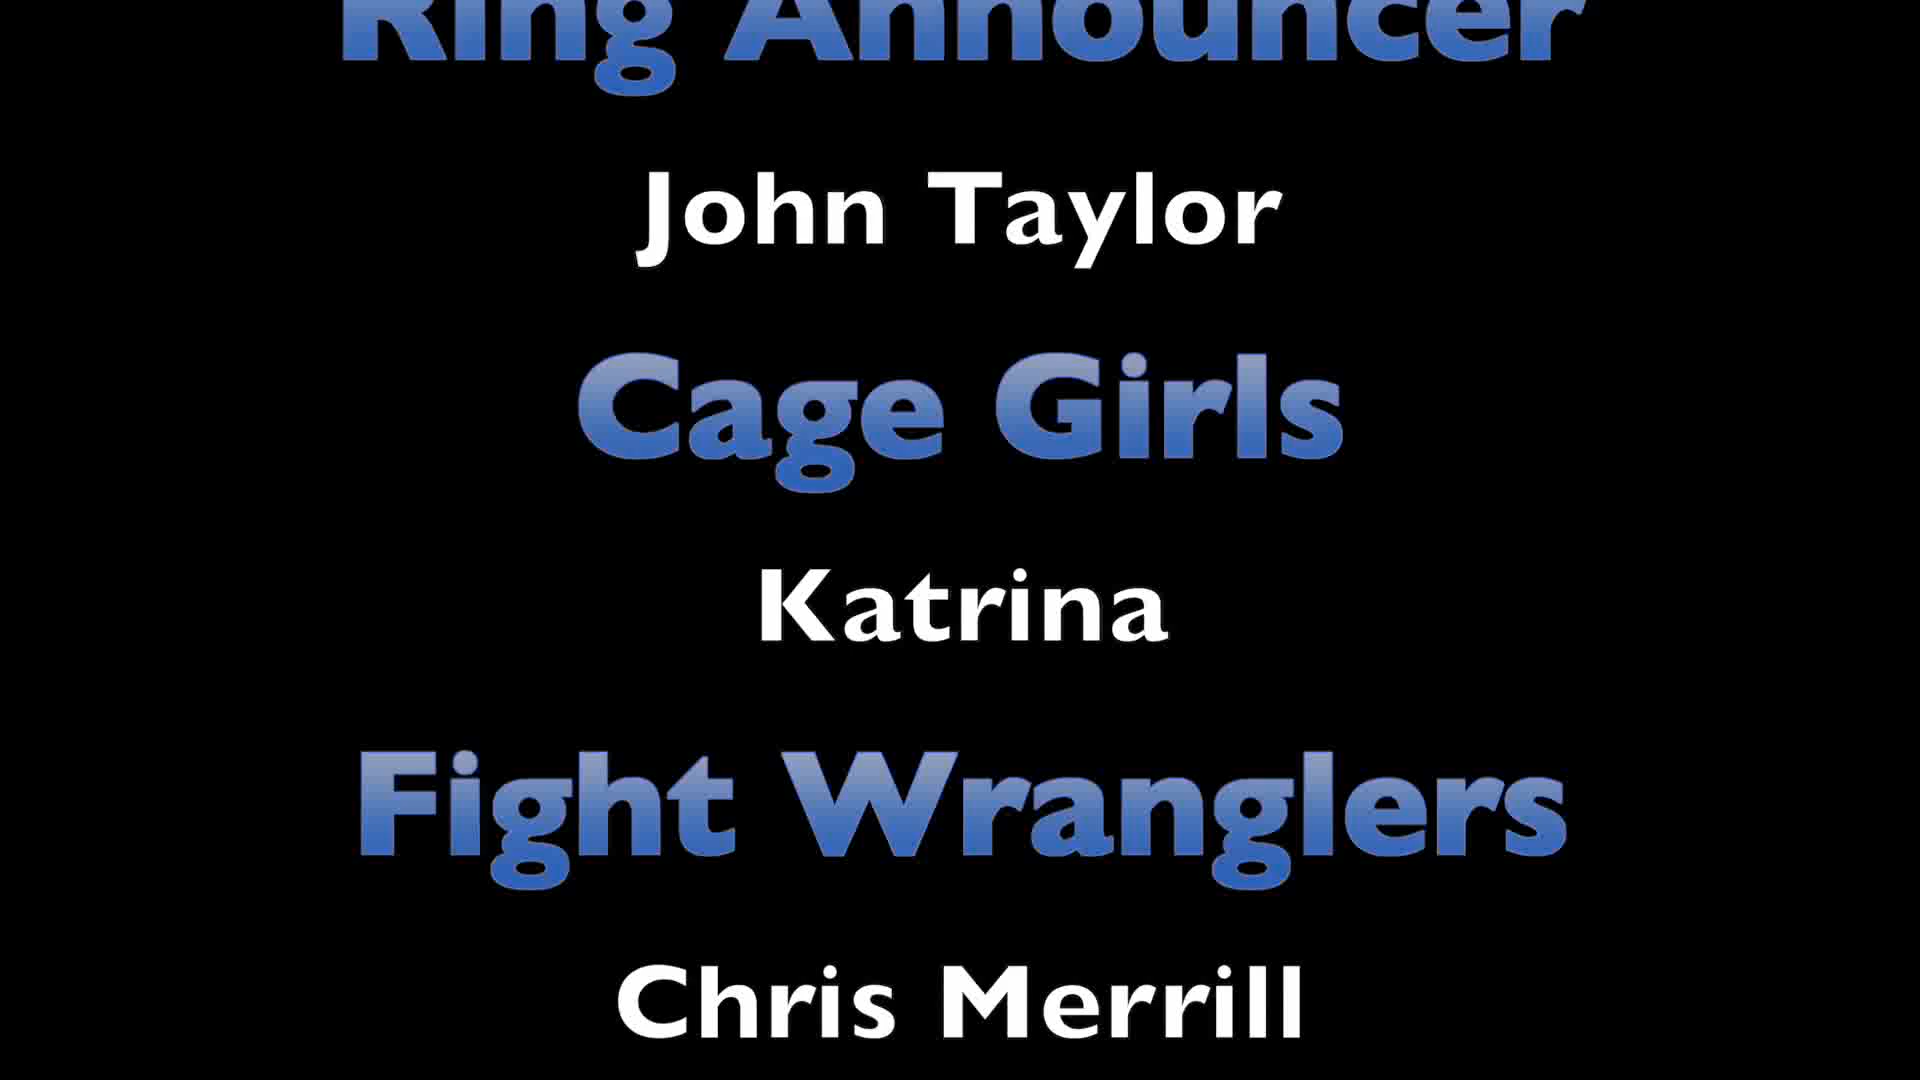 Ring Announcer
John Taylor
Cage Girls
Katrina
Fight Wranglers
Chris Merrill